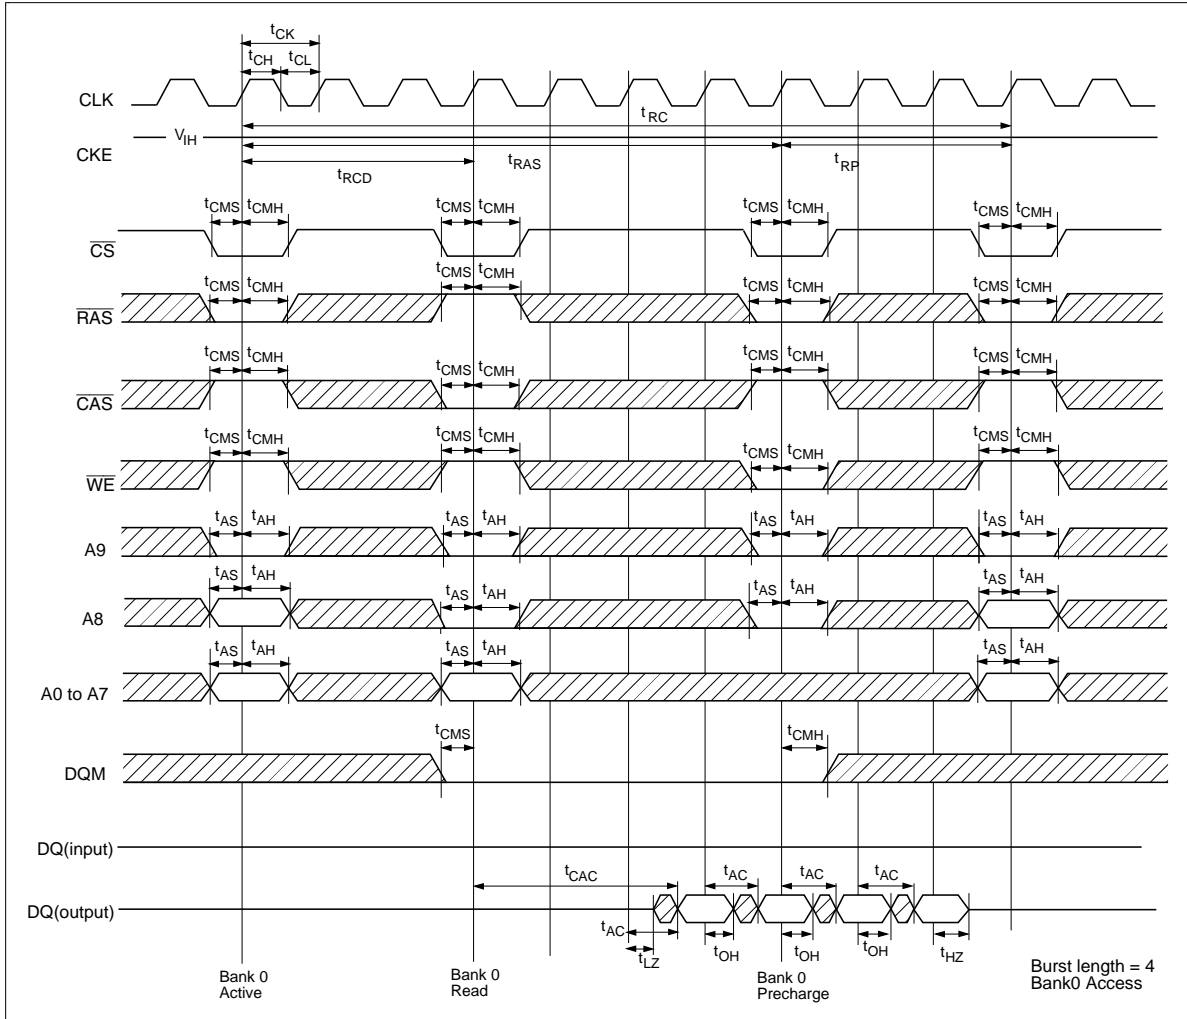 tCK
tCH tCL
CLK
tRC
VIH
CKE
tRAS
tRP
tRCD
tCMS tCMH tCMS tCMH tCMS tCMH tCMS tCMH
CS
tCMS tCMH tCMS tCMH tCMS tCMH tCMS tCMH
RAS
tCMS tCMH tCMS tCMH tCMS tCMH tCMS tCMH
CAS
tCMS tCMH tCMS tCMH tCMS tCMH tCMS tCMH
WE
tAS tAH tAS tAH tAS tAH tAS tAH
A9
tAS tAH tAS tAH tAS tAH tAS tAH
A8
tAS tAH tAS tAH tAS tAH
A0 to A7
tCMS tCMH
DQM
DQ(input)
tCAC tAC tAC tAC
DQ(output)
tAC
tLZ tOH tOH tOH tHZ
Bank 0
Active
Bank 0
Read
Bank 0
Precharge
Burst length = 4
Bank0 Access